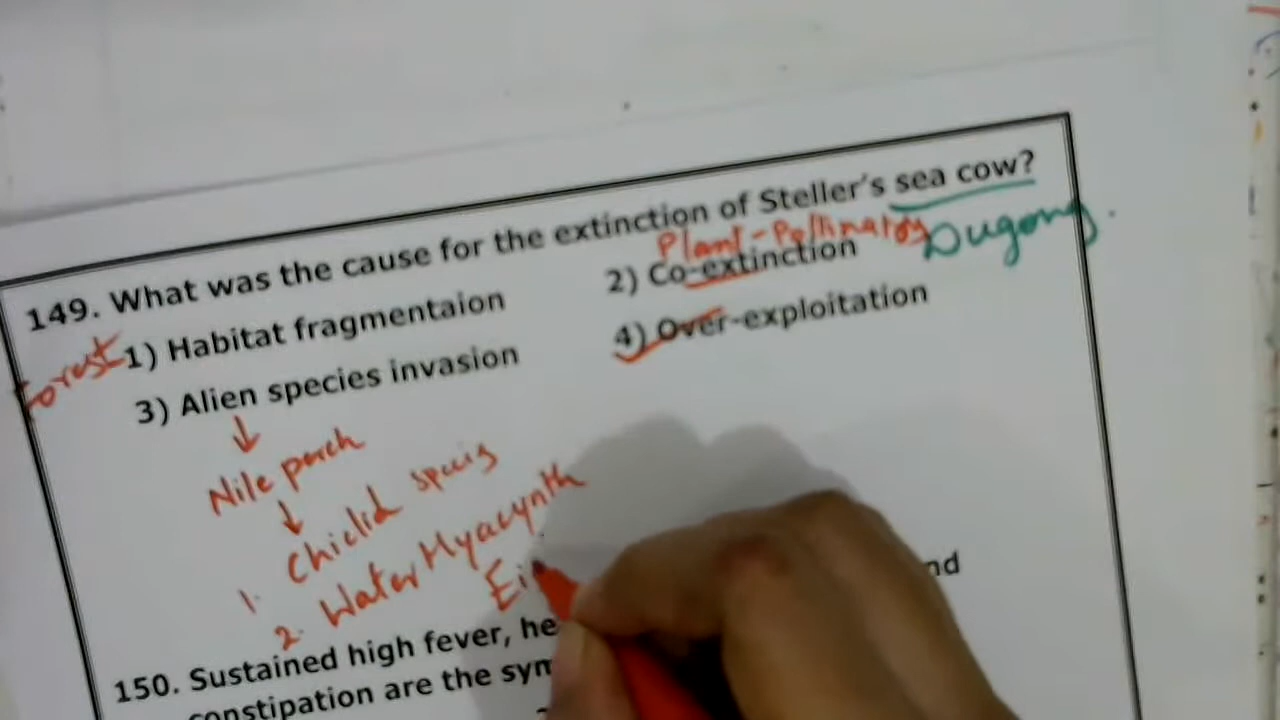 149. What was the cause for the extinction of Steller's sea cow?
Plant-Pollinators Dugong.
1) Habitat fragmentaion 2) Co-extinction
Forest
3) Alien species invasion 4) Over-exploitation
Nile perch
1. Chiclid species
2. Water Hyacynth
Ei
150. Sustained high fever, he
nd
constipation are the sym